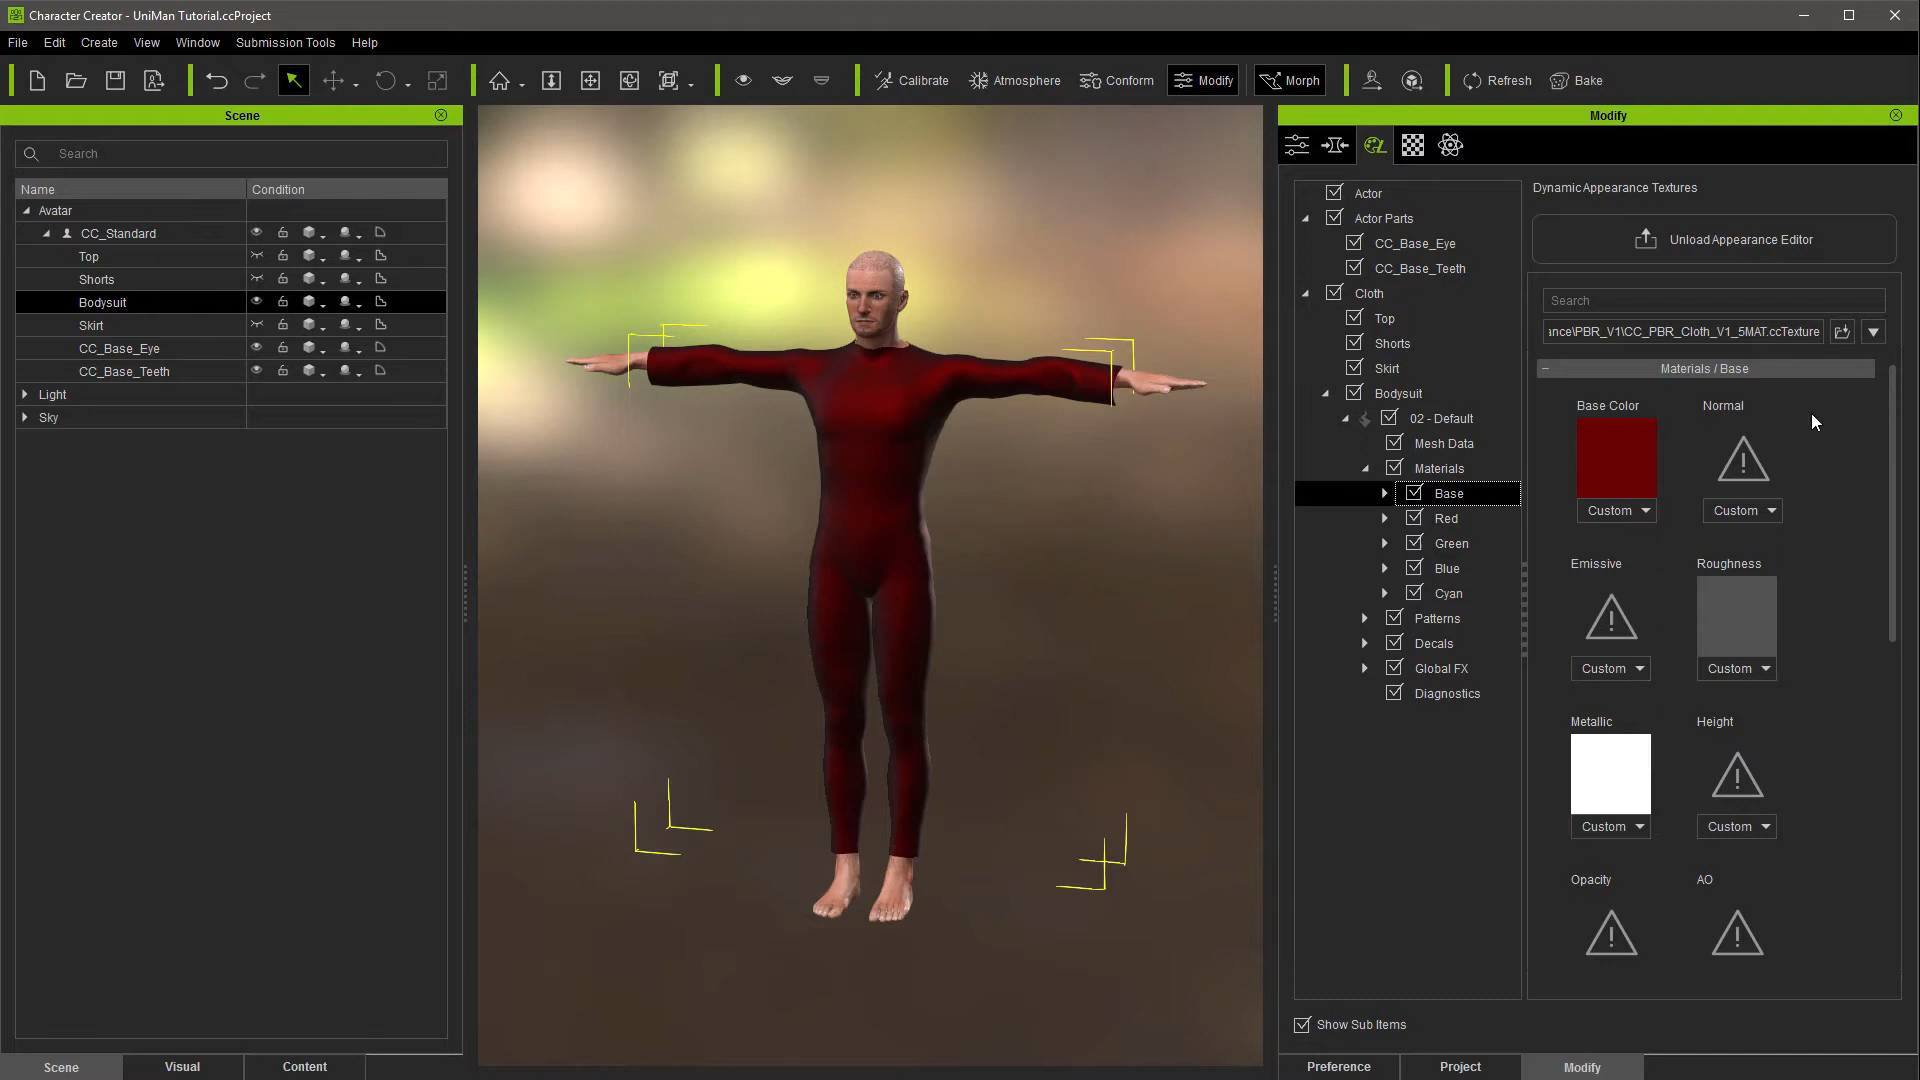 Character Creator - UniMan Tutorial.ccProject
File Edit Create View Window Submission Tools Help
Calibrate Atmosphere Conform Modify Morph Refresh Bake
Scene
Search
Name Condition
Avatar
CC_Standard
Top
Shorts
Bodysuit
Skirt
CC_Base_Eye
CC_Base_Teeth
Light
Sky
Scene Visual Content
Modify
Actor
Actor Parts
CC_Base_Eye
CC_Base_Teeth
Cloth
Top
Shorts
Skirt
Bodysuit
02 - Default
Mesh Data
Materials
Base
Red
Green
Blue
Cyan
Patterns
Decals
Global FX
Diagnostics
Show Sub Items
Dynamic Appearance Textures
Unload Appearance Editor
Search
ance\PBR_V1\CC_PBR_Cloth_V1_5MAT.ccTexture
Materials / Base
Base Color Normal
Custom Custom
Emissive Roughness
Custom Custom
Metallic Height
Custom Custom
Opacity AO
Preference Project Modify